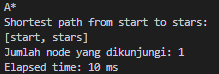 A*
Shortest path from start to stars:
[start, stars]
Jumlah node yang dikunjungi: 1
Elapsed time: 10 ms